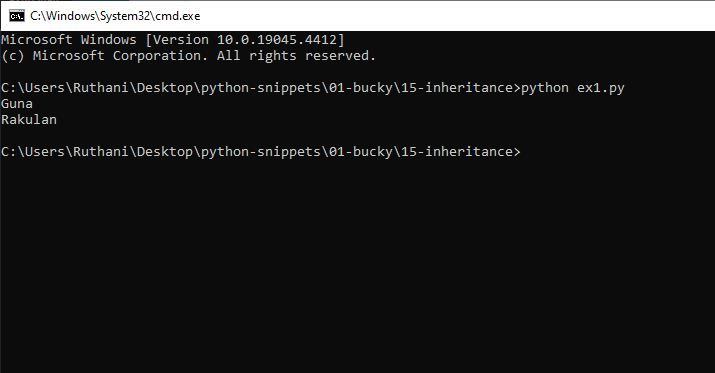 C:\Windows\System32\cmd.exe
Microsoft Windows [Version 10.0.19045.4412]
(c) Microsoft Corporation. All rights reserved.
C:\Users\Ruthani\Desktop\python-snippets\01-bucky\15-inheritance>python ex1.py
Guna
Rakulan
C:\Users\Ruthani\Desktop\python-snippets\01-bucky\15-inheritance>